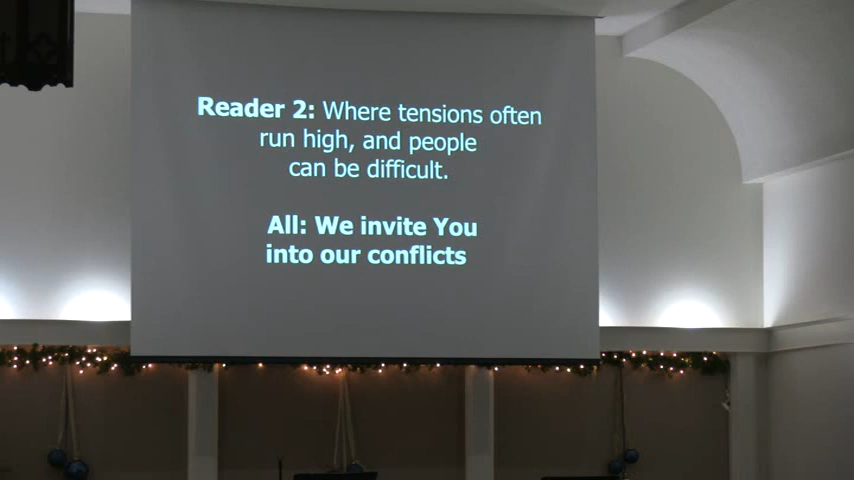 Reader 2: Where tensions often
run high, and people
can be difficult.
All: We invite You
into our conflicts